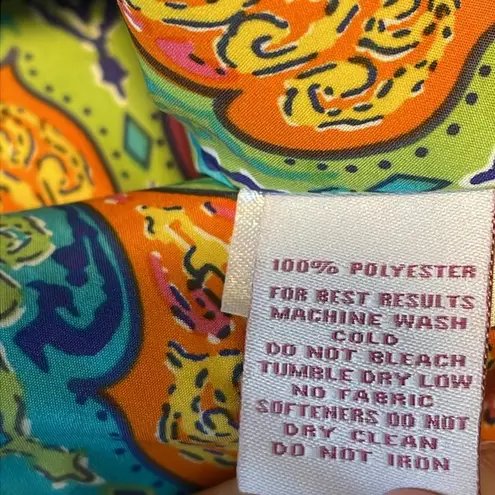 100% POLYESTER
FOR BEST RESULTS
MACHINE WASH
COLD
DO NOT BLEACH
TUMBLE DRY LOW
NO FABRIC
SOFTENERS DO NOT
DRY CLEAN
DO NOT IRON